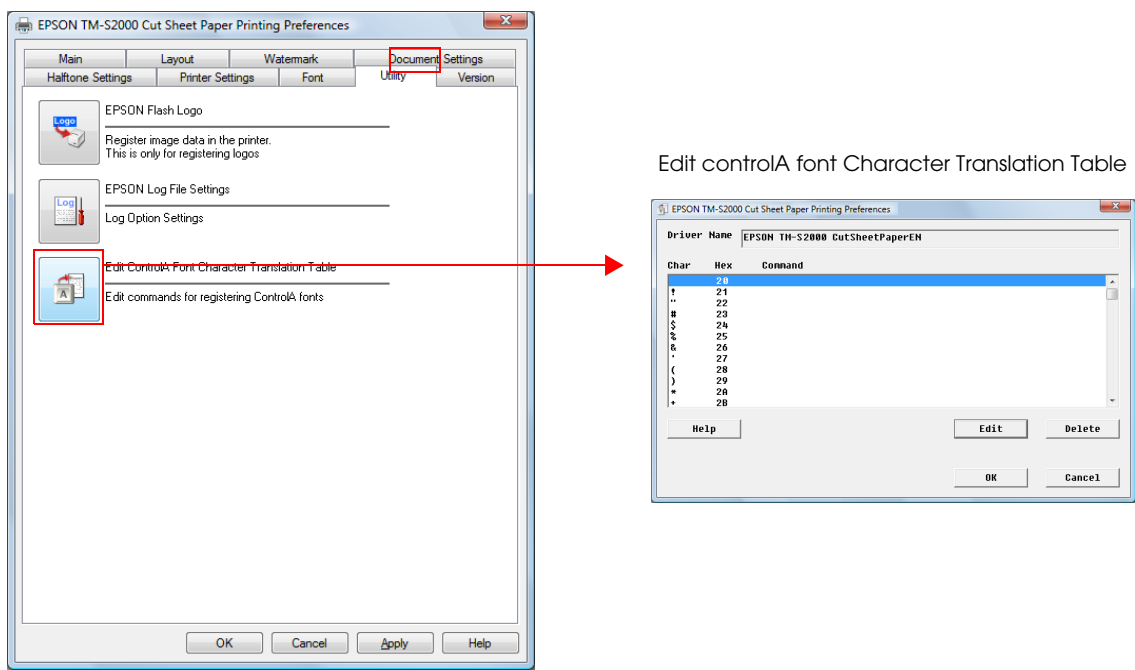 EPSON TM-S2000 Cut Sheet Paper Printing Preferences
Main Layout Watermark Document Settings
Halftone Settings Printer Settings Font Utility Version
Logo
EPSON Flash Logo
Register image data in the printer.
This is only for registering logos
Log
EPSON Log File Settings
Log Option Settings
A
Edit ControlA Font Character Translation Table
Edit commands for registering ControlA fonts
OK Cancel Apply Help
Edit controlA font Character Translation Table
EPSON TM-S2000 Cut Sheet Paper Printing Preferences
Driver Name EPSON TM-S2000 CutSheetPaperEN
Char Hex Command
20
! 21
" 22
# 23
$ 24
% 25
& 26
' 27
( 28
) 29
* 2A
+ 2B
Help Edit Delete
OK Cancel